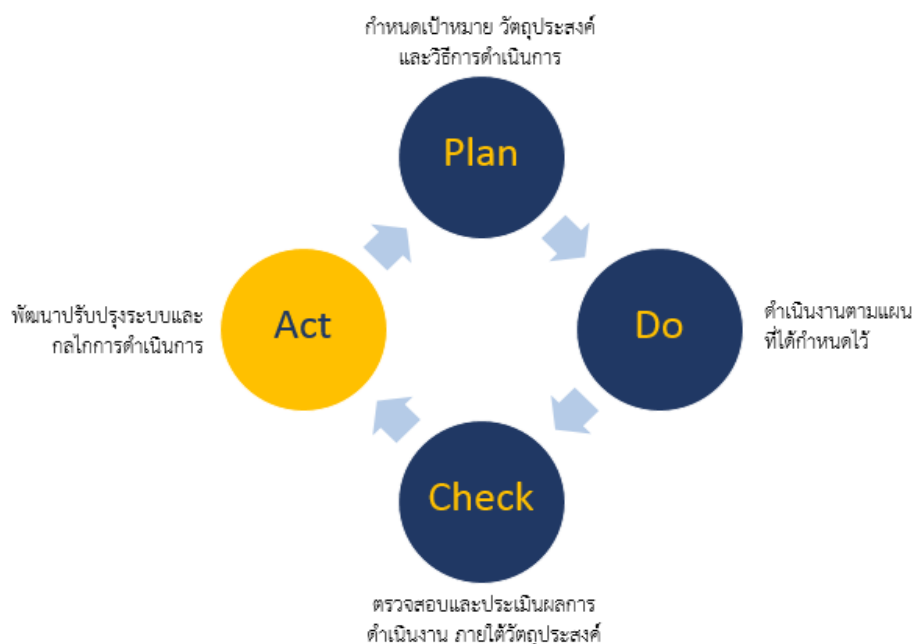 กำหนดเป้าหมาย วัตถุประสงค์
และวิธีการดำเนินการ
Plan
Do
ดำเนินงานตามแผน
ที่ได้กำหนดไว้
Check
ตรวจสอบและประเมินผลการ
ดำเนินงาน ภายใต้วัตถุประสงค์
Act
พัฒนาปรับปรุงระบบและ
กลไกการดำเนินการ